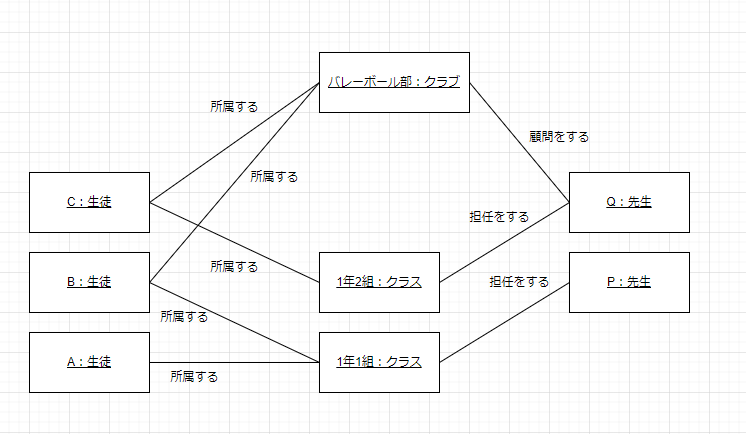 バレーボール部：クラブ
所属する
顧問をする
所属する
C：生徒
Q：先生
担任をする
所属する
B：生徒
1年2組：クラス
担任をする
P：先生
所属する
A：生徒
1年1組：クラス
所属する